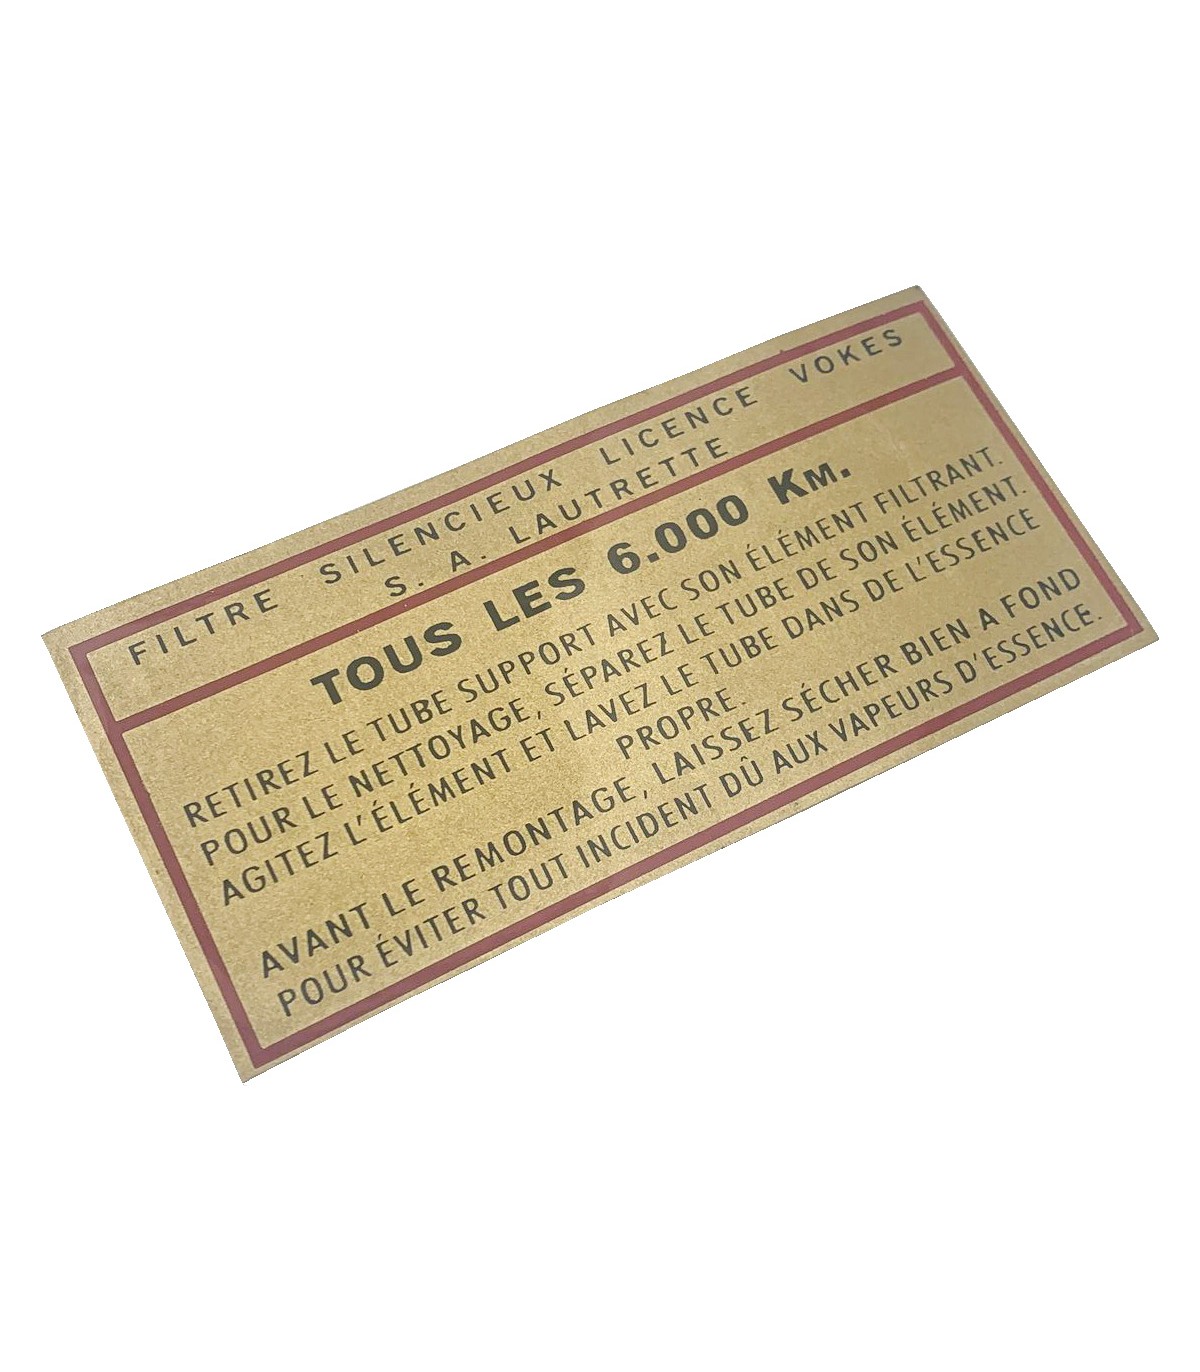 FILTRE SILENCIEUX LICENCE VOKES
S. A. LAUTRETTE
TOUS LES 6.000 KM.
RETIREZ LE TUBE SUPPORT AVEC SON ÉLÉMENT FILTRANT.
POUR LE NETTOYAGE, SÉPAREZ LE TUBE DE SON ÉLÉMENT.
AGITEZ L'ÉLÉMENT ET LAVEZ LE TUBE DANS DE L'ESSENCE
PROPRE.
AVANT LE REMONTAGE, LAISSEZ SÉCHER BIEN A FOND
POUR ÉVITER TOUT INCIDENT DÛ AUX VAPEURS D'ESSENCE.